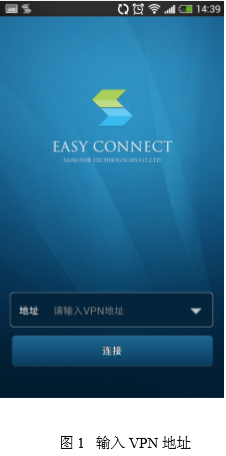 14:39
EASY CONNECT
SANGFOR TECHNOLOGIES CO.LTD
地址 请输入VPN地址
连接
图 1 输入 VPN 地址